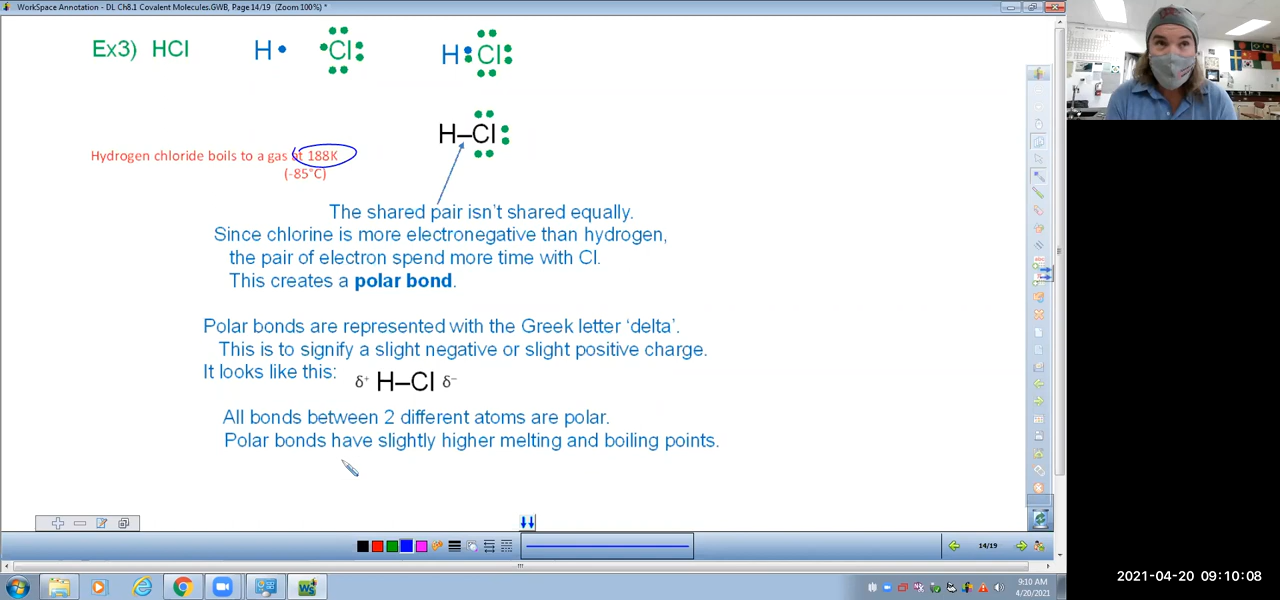 WorkSpace Annotation - DL Ch8.1 Covalent Molecules.GWB, Page 14/19 (Zoom 100%) *
Ex3) HCl H Cl H Cl
H–Cl
Hydrogen chloride boils to a gas at 188K
(-85°C)
The shared pair isn't shared equally.
Since chlorine is more electronegative than hydrogen,
the pair of electron spend more time with Cl.
This creates a polar bond.
Polar bonds are represented with the Greek letter 'delta'.
This is to signify a slight negative or slight positive charge.
It looks like this: δ⁺ H–Cl δ⁻
All bonds between 2 different atoms are polar.
Polar bonds have slightly higher melting and boiling points.
14/19
9:10 AM
4/20/2021
2021-04-20 09:10:08